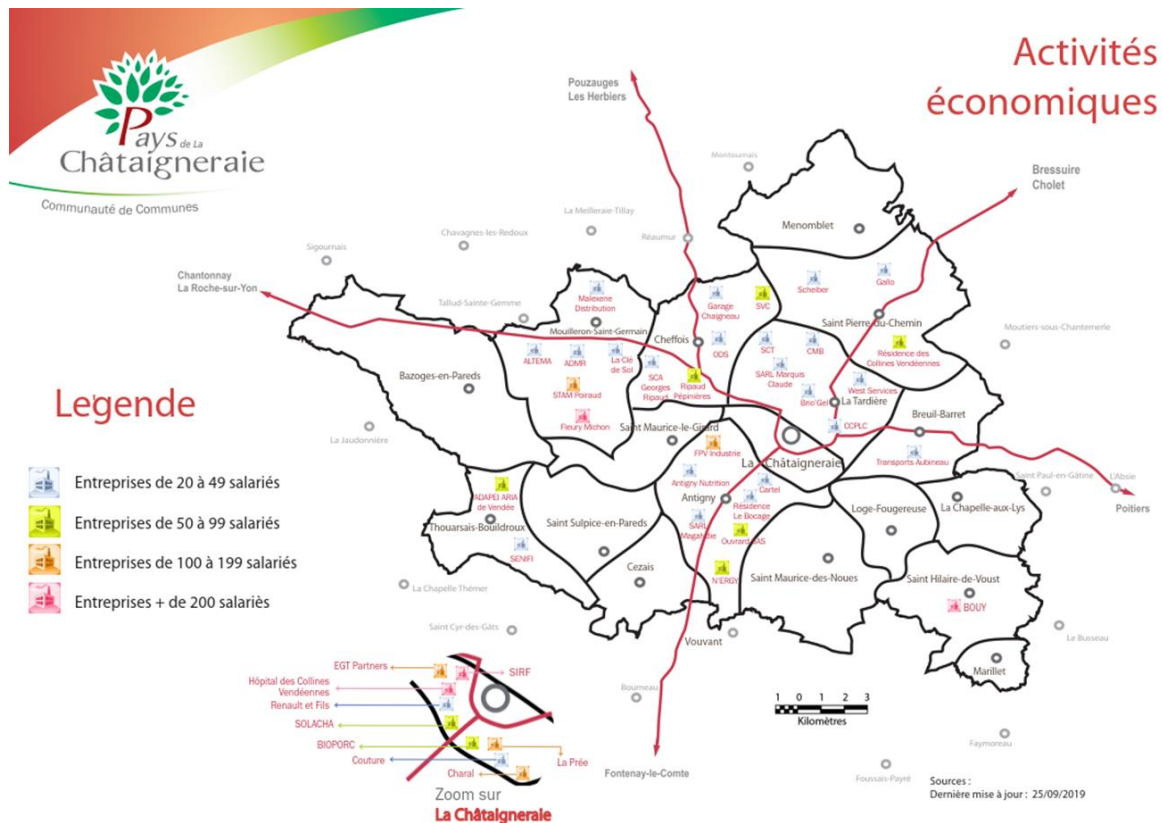 Activités
économiques
Pays de La
Châtaigneraie
Communauté de Communes
Pouzauges
Les Herbiers
Montournais
Bressuire
Cholet
Menomblet
La Meilleraie-Tillay
Réaumur
Chavagnes-les-Redoux
Sigournais
Chantonnay
La Roche-sur-Yon
Tallud-Sainte-Gemme
Malexene
Distribution
Mouilleron-Saint-Germain
Garage
Chaigneau
SVC
Scheiber
Gallo
Saint Pierre-du-Chemin
Moutiers-sous-Chantemerle
Cheffois
ODS
SCT
CMB
Résidence des
Collines Vendéennes
ALTEMA
ADMR
La Clé
de Sol
SCA
Georges
Ripaud
Ripaud
Pépinières
SARL Marquis
Claude
West Services
Bazoges-en-Pareds
STAM Poiraud
Brio'Gel
La Tardière
Breuil-Barret
Fleury Michon
Saint Maurice-le-Girard
CCPLC
La Jaudonnière
FPV Industrie
La Châtaigneraie
Transports Aubineau
Saint Paul-en-Gâtine
L'Absie
Poitiers
Antigny Nutrition
Cartel
ADAPEI ARIA
de Vendée
Antigny
Résidence
Le Bocage
Loge-Fougereuse
La Chapelle-aux-Lys
Thouarsais-Bouildroux
Saint Sulpice-en-Pareds
SARL
Ouvrard SAS
SENIFI
Cezais
N'ERGY
Saint Maurice-des-Noues
Saint Hilaire-de-Voust
BOUY
La Chapelle Thémer
Saint Cyr-des-Gâts
Vouvant
Le Busseau
Marillet
Bourneau
Faymoreau
Foussais-Payré
Fontenay-le-Comte
Legende
Entreprises de 20 à 49 salariés
Entreprises de 50 à 99 salariés
Entreprises de 100 à 199 salariés
Entreprises + de 200 salariès
EGT Partners
SIRF
Hôpital des Collines
Vendéennes
Renault et Fils
SOLACHA
BIOPORC
La Prée
Couture
Charal
Zoom sur
La Châtaigneraie
1 0 1 2 3
Kilomètres
Sources :
Dernière mise à jour : 25/09/2019